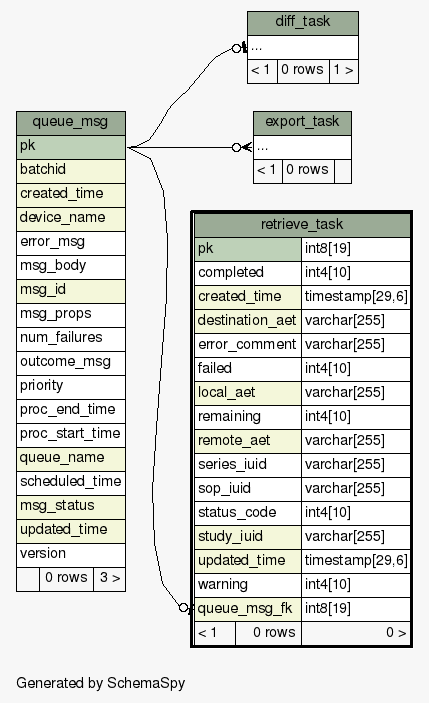 diff_task
...
< 1 0 rows 1 >
queue_msg
pk
batchid
created_time
device_name
error_msg
msg_body
msg_id
msg_props
num_failures
outcome_msg
priority
proc_end_time
proc_start_time
queue_name
scheduled_time
msg_status
updated_time
version
0 rows 3 >
export_task
...
< 1 0 rows
retrieve_task
pk int8[19]
completed int4[10]
created_time timestamp[29,6]
destination_aet varchar[255]
error_comment varchar[255]
failed int4[10]
local_aet varchar[255]
remaining int4[10]
remote_aet varchar[255]
series_iuid varchar[255]
sop_iuid varchar[255]
status_code int4[10]
study_iuid varchar[255]
updated_time timestamp[29,6]
warning int4[10]
queue_msg_fk int8[19]
< 1 0 rows 0 >
Generated by SchemaSpy